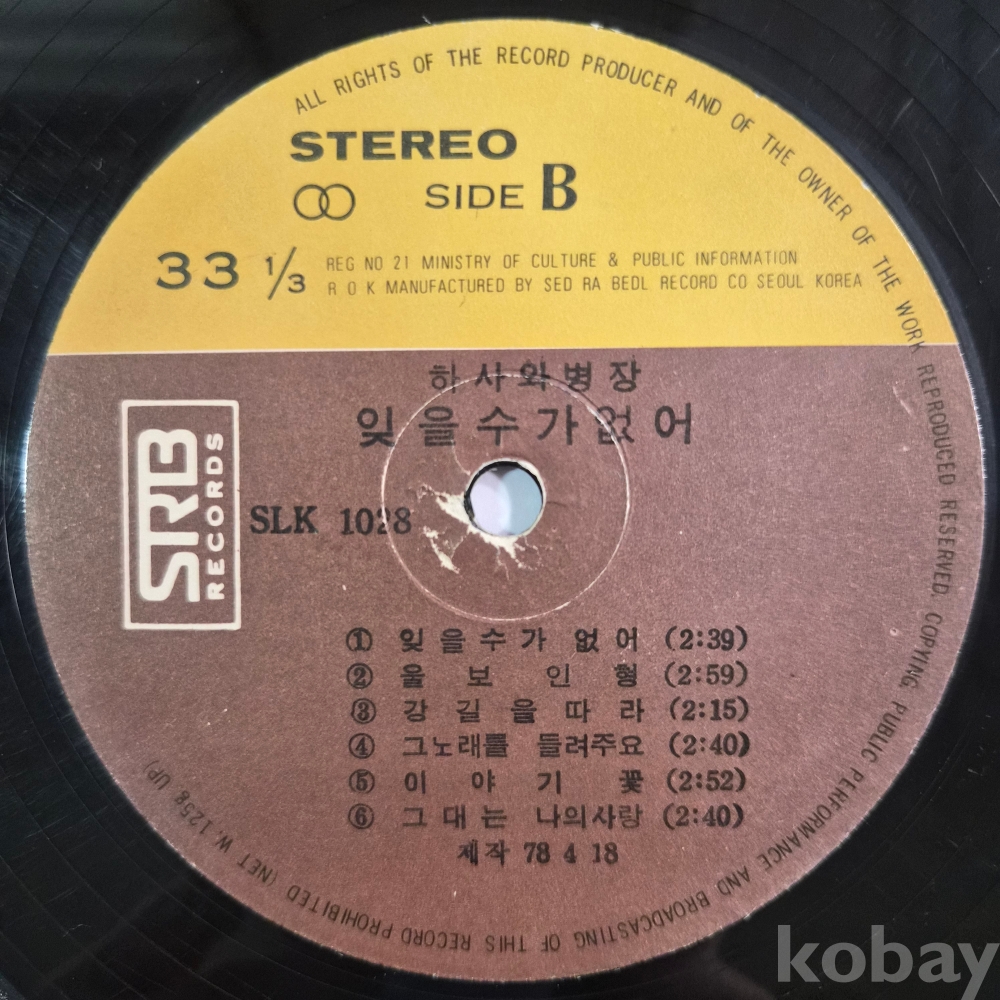 ALL RIGHTS OF THE RECORD PRODUCER AND OF THE OWNER OF THE WORK REPRODUCED RESERVED. COPYING, PUBLIC PERFORMANCE AND BROADCASTING OF THIS RECORD PROHIBITED (NET W. 125g UP)
STEREO
SIDE B
33 1/3
REG NO 21 MINISTRY OF CULTURE & PUBLIC INFORMATION
R O K MANUFACTURED BY SED RA BEDL RECORD CO SEOUL KOREA
하사와병장
잊을수가없어
SRB
RECORDS
SLK 1028
① 잊을수가 없어 (2:39)
② 울보인형 (2:59)
③ 강길을따라 (2:15)
④ 그노래를 들려주요 (2:40)
⑤ 이야기꽃 (2:52)
⑥ 그대는 나의사랑 (2:40)
제작 78 4 18
kobay